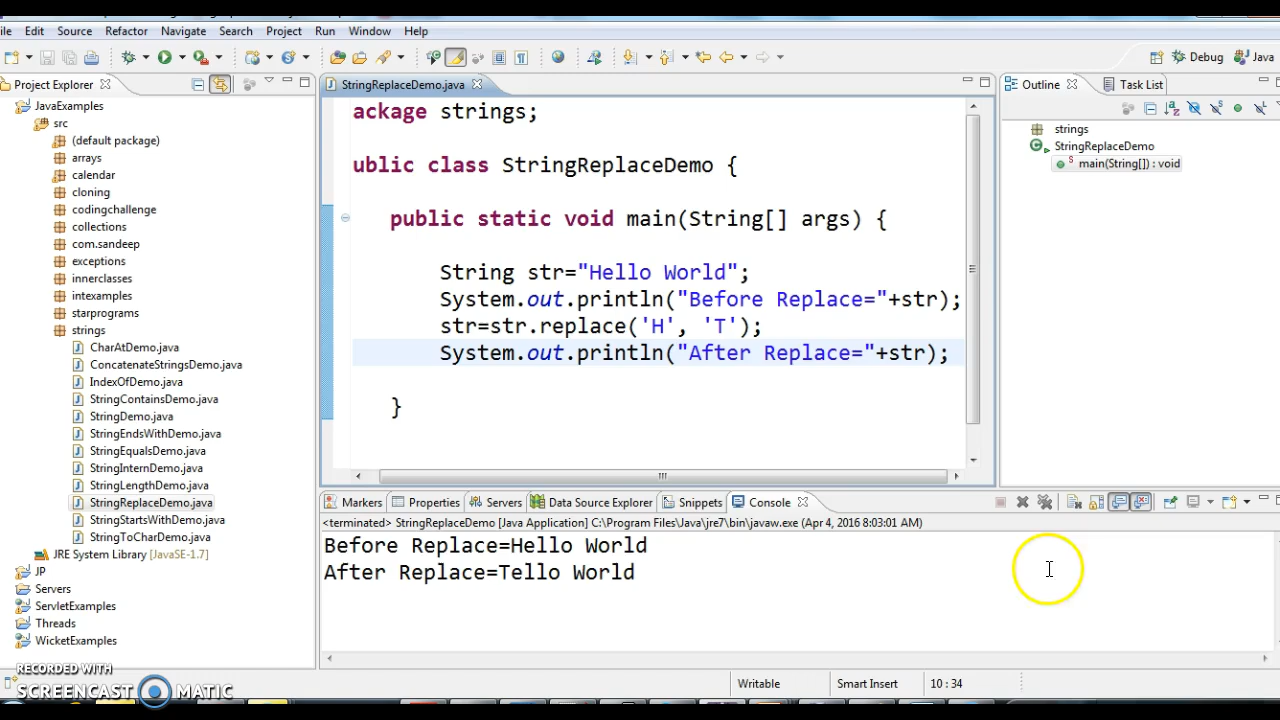 ile Edit Source Refactor Navigate Search Project Run Window Help
Debug Java
Project Explorer
JavaExamples
src
(default package)
arrays
calendar
cloning
codingchallenge
collections
com.sandeep
exceptions
innerclasses
intexamples
starprograms
strings
CharAtDemo.java
ConcatenateStringsDemo.java
IndexOfDemo.java
StringContainsDemo.java
StringDemo.java
StringEndsWithDemo.java
StringEqualsDemo.java
StringInternDemo.java
StringLengthDemo.java
StringReplaceDemo.java
StringStartsWithDemo.java
StringToCharDemo.java
JRE System Library [JavaSE-1.7]
JP
Servers
ServletExamples
Threads
WicketExamples
StringReplaceDemo.java
ackage strings;
ublic class StringReplaceDemo {
public static void main(String[] args) {
String str="Hello World";
System.out.println("Before Replace="+str);
str=str.replace('H', 'T');
System.out.println("After Replace="+str);
}
Outline Task List
strings
StringReplaceDemo
main(String[]) : void
Markers Properties Servers Data Source Explorer Snippets Console
<terminated> StringReplaceDemo [Java Application] C:\Program Files\Java\jre7\bin\javaw.exe (Apr 4, 2016 8:03:01 AM)
Before Replace=Hello World
After Replace=Tello World
RECORDED WITH
SCREENCAST MATIC
Writable Smart Insert 10 : 34